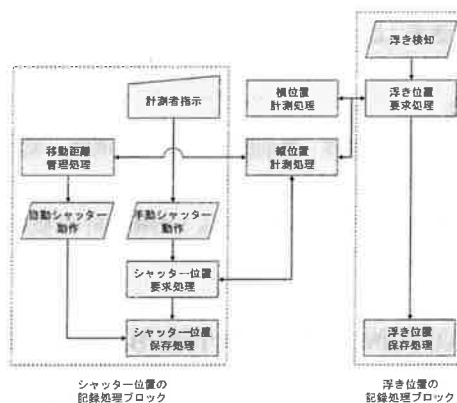 浮き検知
計測者指示
横位置
計測処理
浮き位置
要求処理
移動距離
管理処理
縦位置
計測処理
自動シャッター
動作
手動シャッター
動作
シャッター位置
要求処理
シャッター位置
保存処理
浮き位置
保存処理
シャッター位置の
記録処理ブロック
浮き位置の
記録処理ブロック